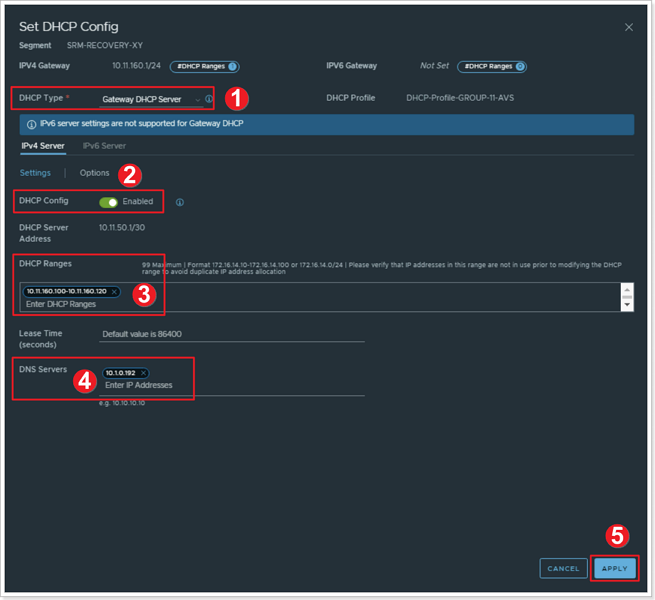 Set DHCP Config
Segment SRM-RECOVERY-XY
IPV4 Gateway 10.11.160.1/24 #DHCP Ranges 1 IPV6 Gateway Not Set #DHCP Ranges 0
DHCP Type * Gateway DHCP Server 1 DHCP Profile DHCP-Profile-GROUP-11-AVS
IPv6 server settings are not supported for Gateway DHCP
IPv4 Server IPv6 Server
Settings | Options 2
DHCP Config Enabled
DHCP Server 10.11.50.1/30
Address
DHCP Ranges 99 Maximum | Format 172.16.14.10-172.16.14.100 or 172.16.14.0/24 | Please verify that IP addresses in this range are not in use prior to modifying the DHCP
range to avoid duplicate IP address allocation
10.11.160.100-10.11.160.120 3
Enter DHCP Ranges
Lease Time Default value is 86400
(seconds)
DNS Servers 10.1.0.192
4 Enter IP Addresses
e.g. 10.10.10.10
5
CANCEL APPLY